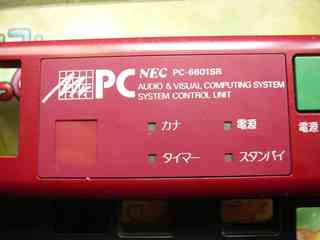 PC NEC PC-6601SR
AUDIO & VISUAL COMPUTING SYSTEM
SYSTEM CONTROL UNIT
カナ 電源
タイマー スタンバイ
電源